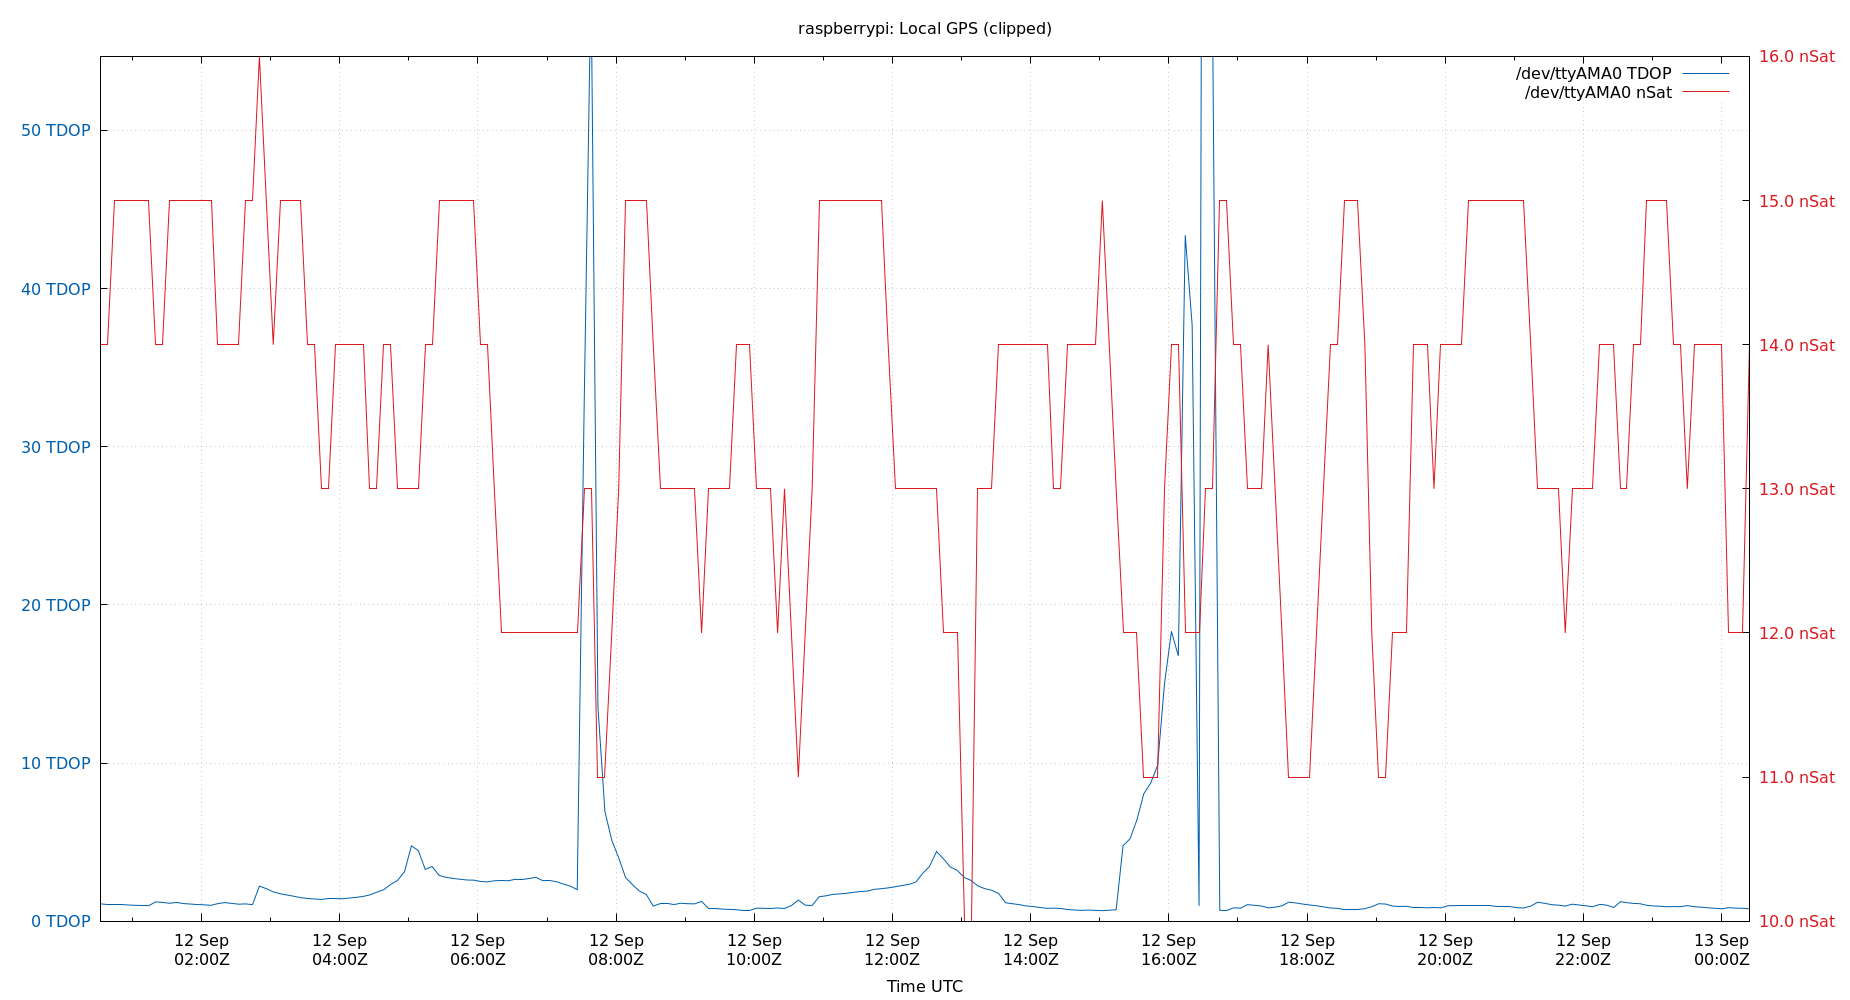 raspberrypi: Local GPS (clipped)
/dev/ttyAMA0 TDOP
/dev/ttyAMA0 nSat
50 TDOP
40 TDOP
30 TDOP
20 TDOP
10 TDOP
0 TDOP
16.0 nSat
15.0 nSat
14.0 nSat
13.0 nSat
12.0 nSat
11.0 nSat
10.0 nSat
12 Sep 12 Sep 12 Sep 12 Sep 12 Sep 12 Sep 12 Sep 12 Sep 12 Sep 12 Sep 12 Sep 13 Sep
02:00Z 04:00Z 06:00Z 08:00Z 10:00Z 12:00Z 14:00Z 16:00Z 18:00Z 20:00Z 22:00Z 00:00Z
Time UTC